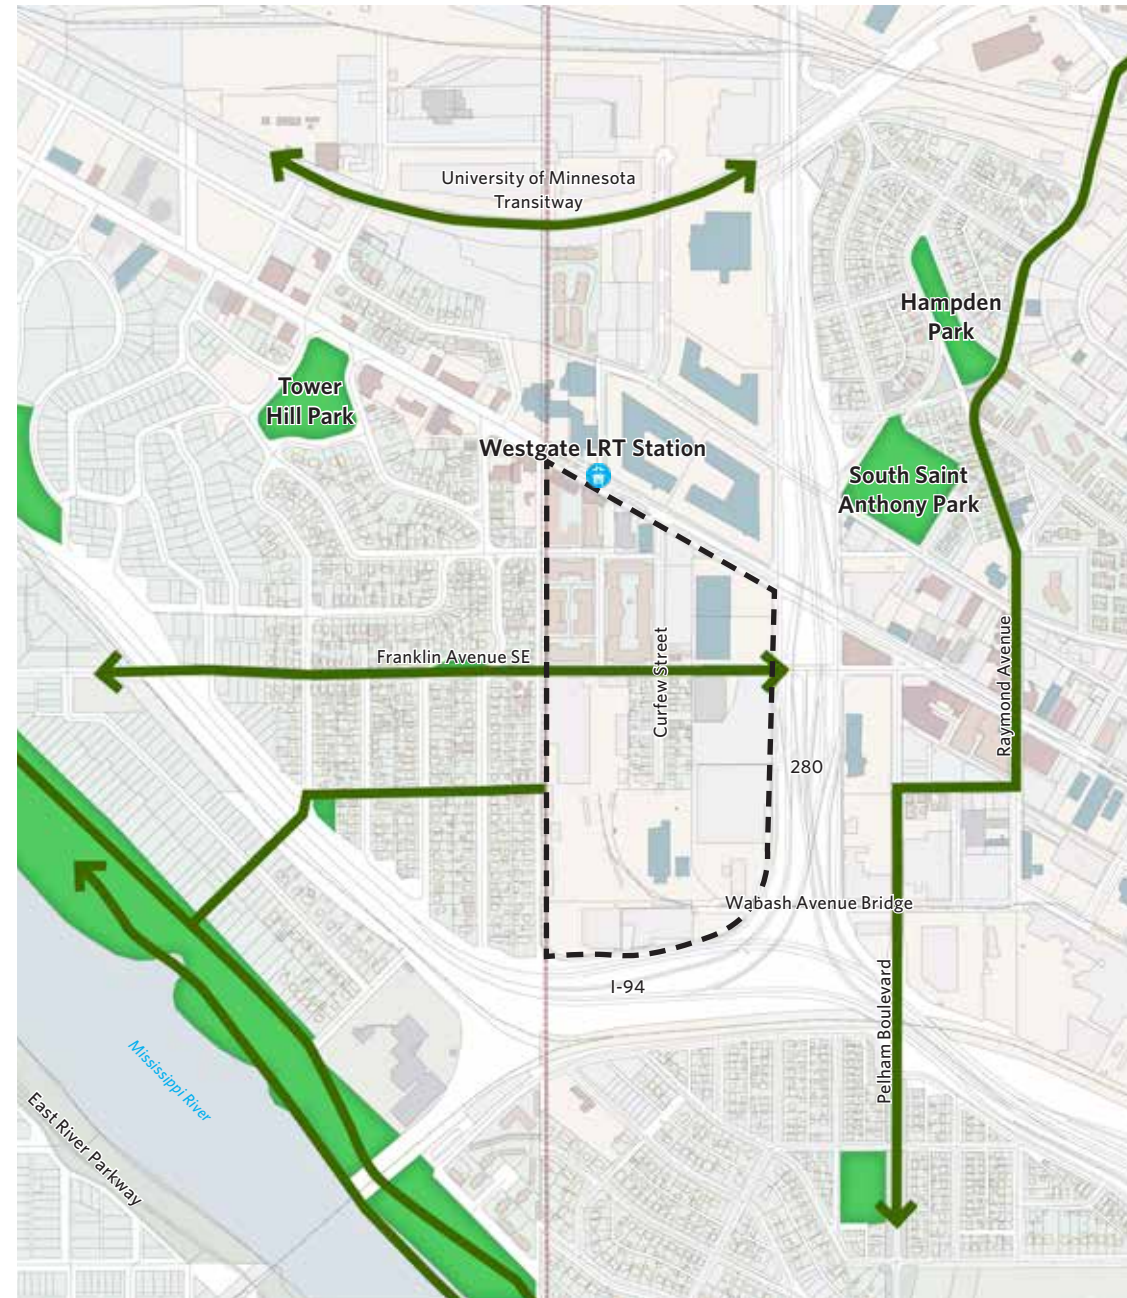 University of Minnesota
Transitway
Hampden
Park
Tower
Hill Park
Westgate LRT Station
South Saint
Anthony Park
Franklin Avenue SE
Curfew Street
Raymond Avenue
280
Wabash Avenue Bridge
I-94
Pelham Boulevard
Mississippi River
East River Parkway